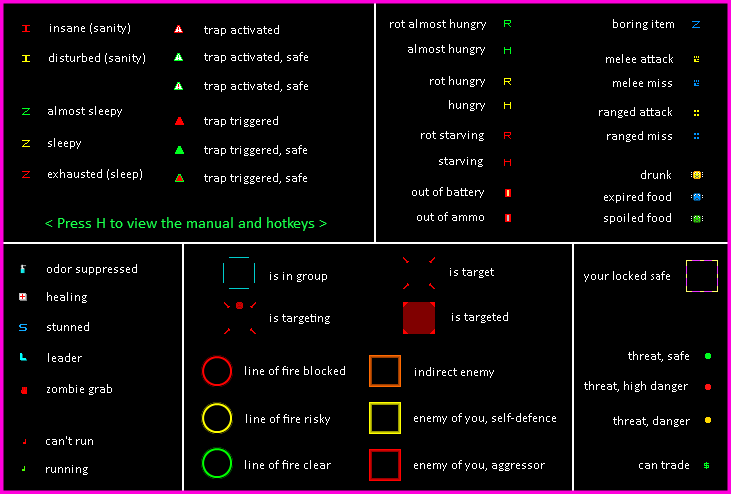 I insane (sanity)
I disturbed (sanity)
Z almost sleepy
Z sleepy
Z exhausted (sleep)
trap activated
trap activated, safe
trap activated, safe
trap triggered
trap triggered, safe
trap triggered, safe
< Press H to view the manual and hotkeys >
rot almost hungry R
almost hungry H
rot hungry R
hungry H
rot starving R
starving H
out of battery
out of ammo
boring item Z
melee attack
melee miss
ranged attack
ranged miss
drunk
expired food
spoiled food
odor suppressed
healing
S stunned
L leader
zombie grab
can't run
running
is in group
is target
is targeting
is targeted
line of fire blocked
indirect enemy
line of fire risky
enemy of you, self-defence
line of fire clear
enemy of you, aggressor
your locked safe
threat, safe
threat, high danger
threat, danger
can trade $